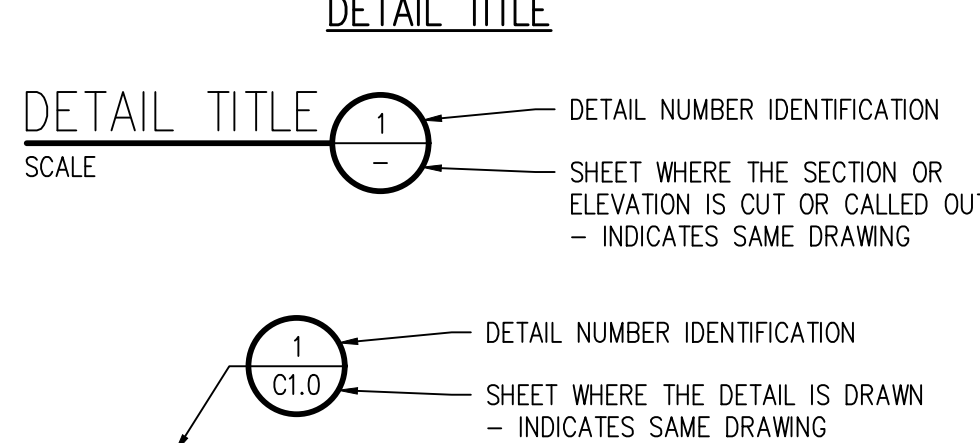 DETAIL TITLE
DETAIL TITLE
SCALE
1
–
DETAIL NUMBER IDENTIFICATION
SHEET WHERE THE SECTION OR
ELEVATION IS CUT OR CALLED OUT
– INDICATES SAME DRAWING
1
C1.0
DETAIL NUMBER IDENTIFICATION
SHEET WHERE THE DETAIL IS DRAWN
– INDICATES SAME DRAWING